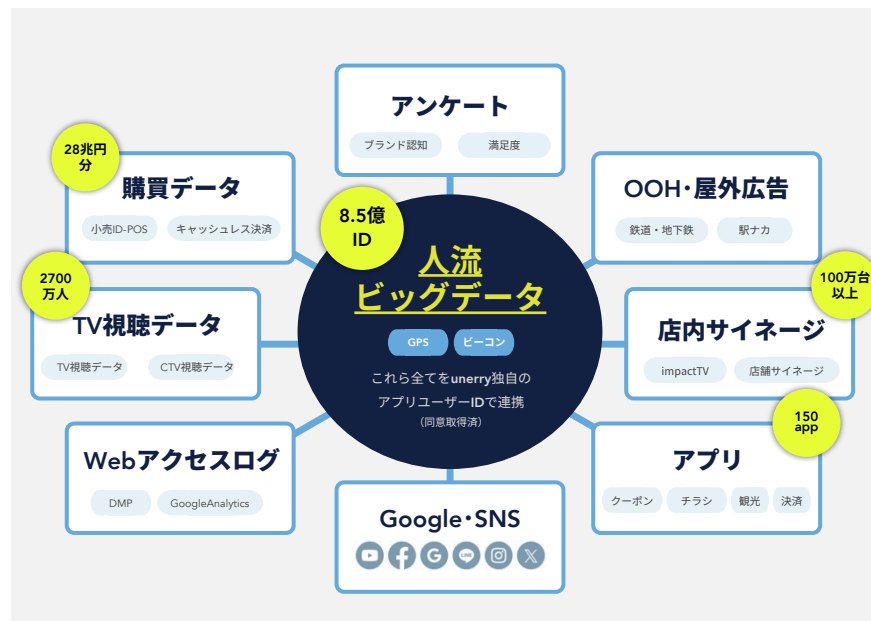 アンケート
ブランド認知
満足度
28兆円
分
購買データ
小売ID-POS
キャッシュレス決済
OOH・屋外広告
鉄道・地下鉄
駅ナカ
8.5億
ID
人流
ビッグデータ
GPS
ビーコン
これら全てをunerry独自の
アプリユーザーIDで連携
(同意取得済)
2700
万人
TV視聴データ
TV視聴データ
CTV視聴データ
100万台
以上
店内サイネージ
impactTV
店舗サイネージ
Webアクセスログ
DMP
GoogleAnalytics
150
app
アプリ
クーポン
チラシ
観光
決済
Google・SNS
LINE